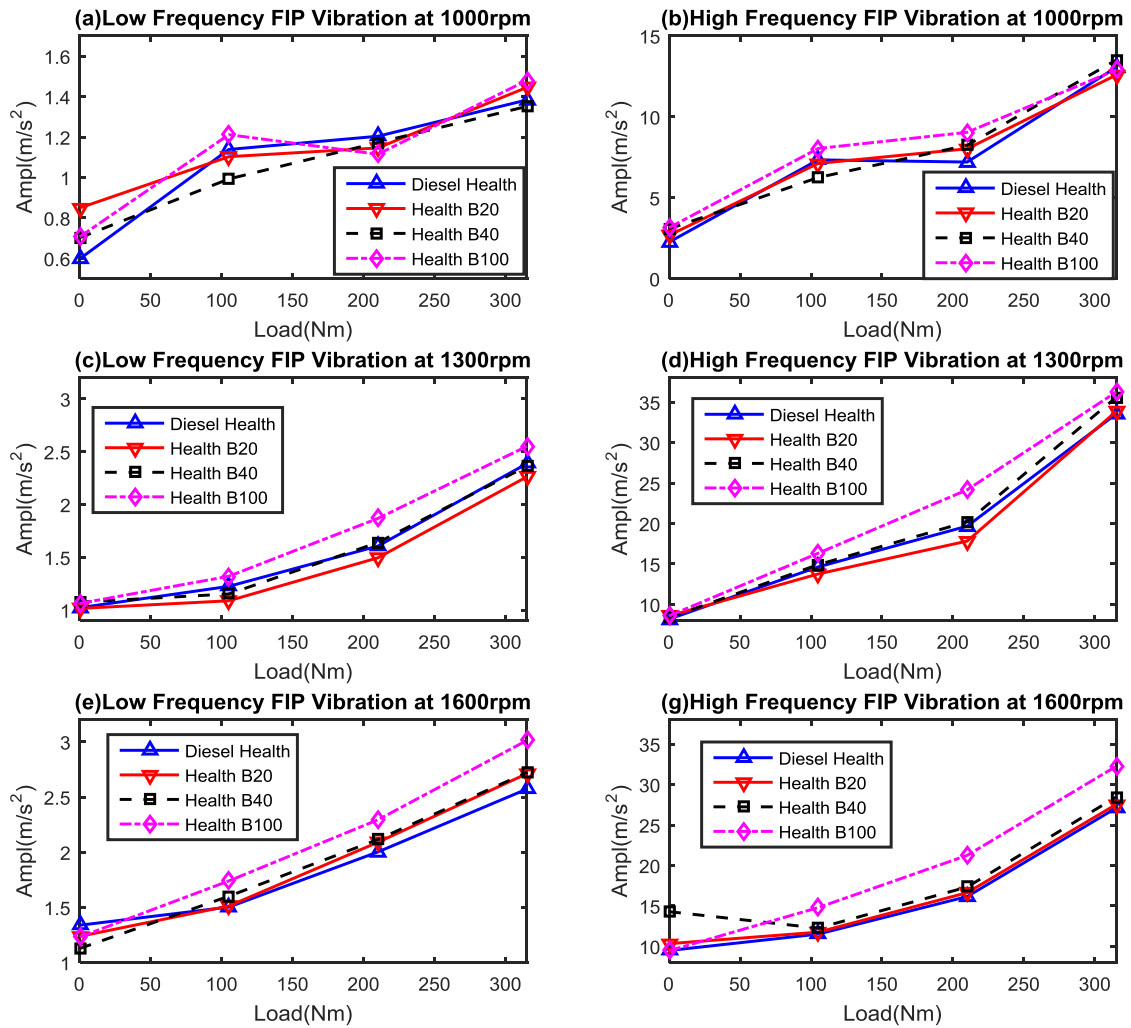 (a)Low Frequency FIP Vibration at 1000rpm
Ampl(m/s²)
1.6
1.4
1.2
1
0.8
0.6
Diesel Health
Health B20
Health B40
Health B100
0 50 100 150 200 250 300
Load(Nm)
(b)High Frequency FIP Vibration at 1000rpm
Ampl(m/s²)
15
10
5
0
Diesel Health
Health B20
Health B40
Health B100
0 50 100 150 200 250 300
Load(Nm)
(c)Low Frequency FIP Vibration at 1300rpm
Ampl(m/s²)
3
2.5
2
1.5
1
Diesel Health
Health B20
Health B40
Health B100
0 50 100 150 200 250 300
Load(Nm)
(d)High Frequency FIP Vibration at 1300rpm
Ampl(m/s²)
35
30
25
20
15
10
Diesel Health
Health B20
Health B40
Health B100
0 50 100 150 200 250 300
Load(Nm)
(e)Low Frequency FIP Vibration at 1600rpm
Ampl(m/s²)
3
2.5
2
1.5
1
Diesel Health
Health B20
Health B40
Health B100
0 50 100 150 200 250 300
Load(Nm)
(g)High Frequency FIP Vibration at 1600rpm
Ampl(m/s²)
35
30
25
20
15
10
Diesel Health
Health B20
Health B40
Health B100
0 50 100 150 200 250 300
Load(Nm)